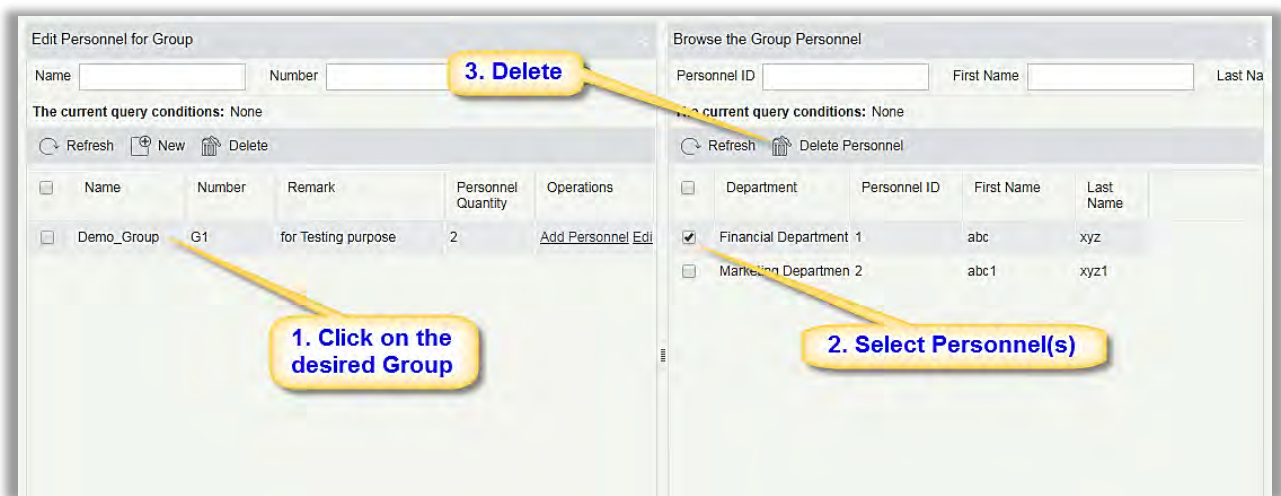 Edit Personnel for Group
Browse the Group Personnel
Name
Number
3. Delete
Personnel ID
First Name
Last Na
The current query conditions: None
The current query conditions: None
Refresh New Delete
Refresh Delete Personnel
Name Number Remark Personnel Quantity Operations
Department Personnel ID First Name Last Name
Demo_Group G1 for Testing purpose 2 Add Personnel Edi
Financial Department 1 abc xyz
Marketing Departmen 2 abc1 xyz1
1. Click on the
desired Group
2. Select Personnel(s)